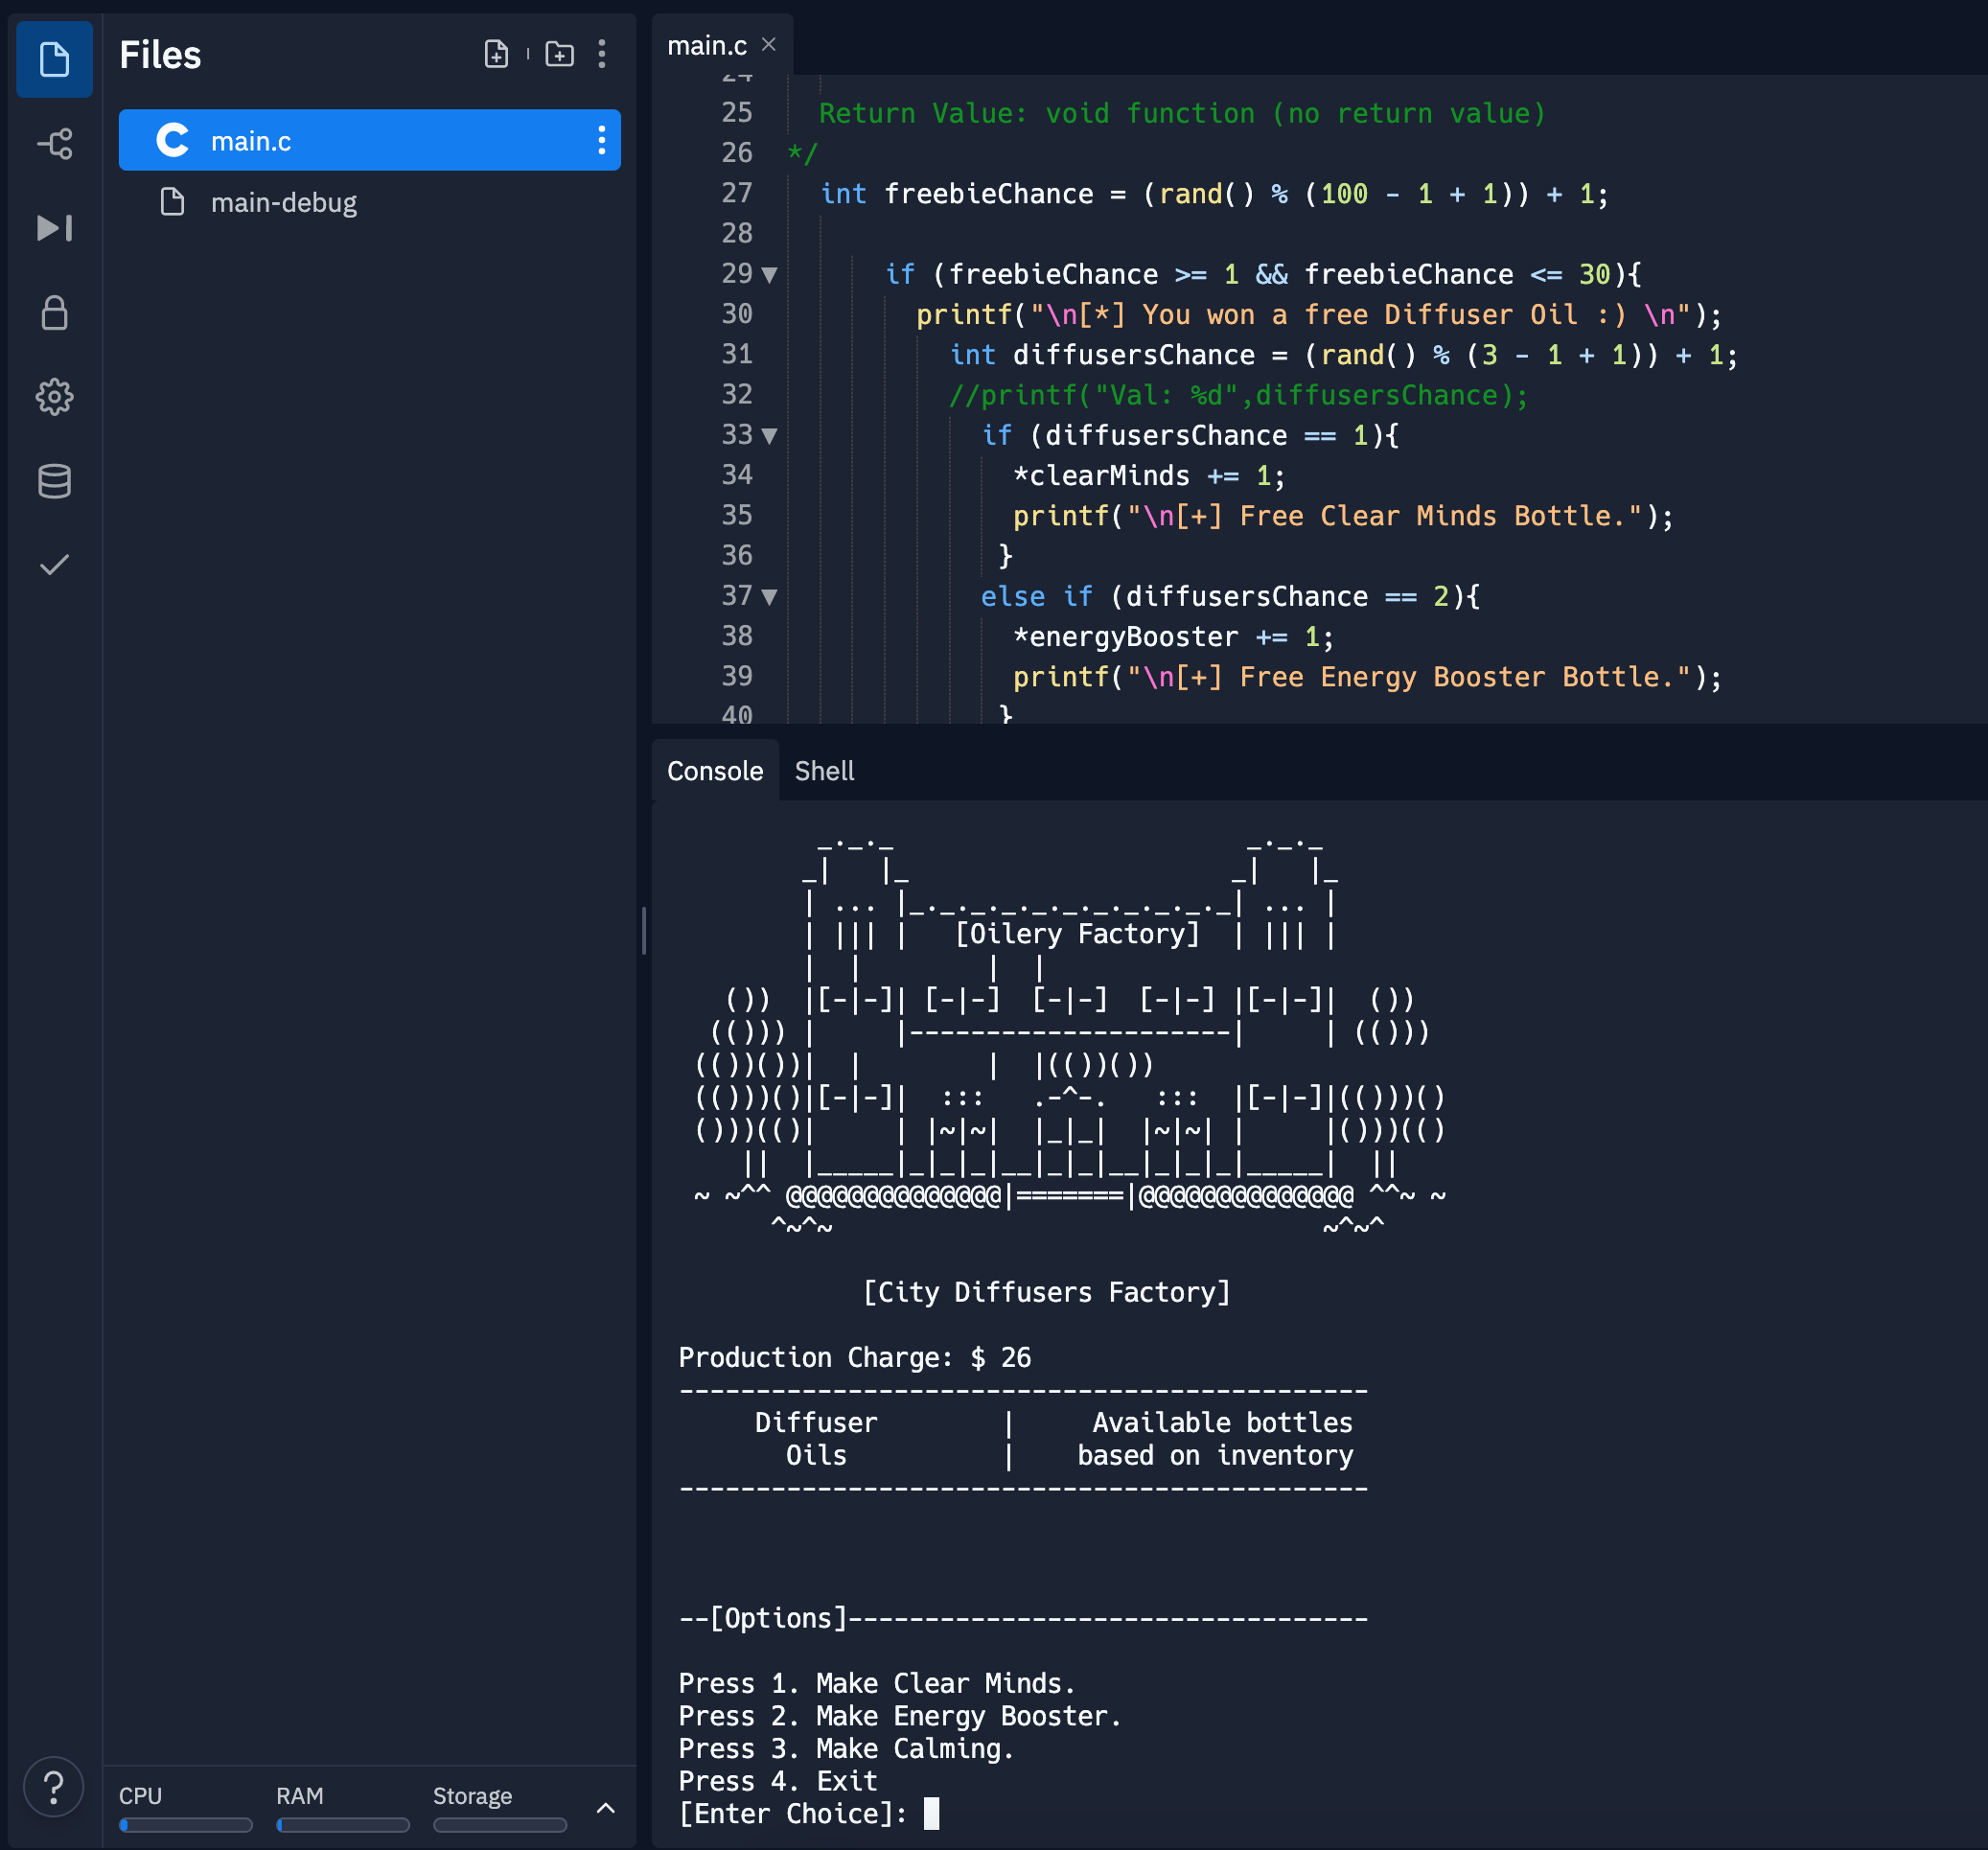 Files
main.c
main-debug
CPU
RAM
Storage
?
main.c ×
24
25   Return Value: void function (no return value)
26 */
27   int freebieChance = (rand() % (100 - 1 + 1)) + 1;
28
29       if (freebieChance >= 1 && freebieChance <= 30){
30         printf("\n[*] You won a free Diffuser Oil :) \n");
31           int diffusersChance = (rand() % (3 - 1 + 1)) + 1;
32           //printf("Val: %d",diffusersChance);
33             if (diffusersChance == 1){
34               *clearMinds += 1;
35               printf("\n[+] Free Clear Minds Bottle.");
36              }
37             else if (diffusersChance == 2){
38               *energyBooster += 1;
39               printf("\n[+] Free Energy Booster Bottle.");
40              }
Console   Shell
         _._._                       _._._
        _|   |_                     _|   |_
        | ... |_._._._._._._._._._._| ... |
        | ||| |   [Oilery Factory]  | ||| |
        |  |        |  |
   ())  |[-|-]| [-|-]  [-|-]  [-|-] |[-|-]|  ())
  (())) |     |---------------------|     | (()))
 (())())|  |        |  |(())())
 (()))()|[-|-]|  :::   .-^-.   :::  |[-|-]|(()))()
 ()))(()|     | |~|~|  |_|_|  |~|~| |     |()))(()
    ||  |_____|_|_|_|__|_|_|__|_|_|_|_____|  ||
 ~ ~^^ @@@@@@@@@@@@@@|=======|@@@@@@@@@@@@@@ ^^~ ~
      ^~^~                                ~^~^
            [City Diffusers Factory]
Production Charge: $ 26
---------------------------------------------
     Diffuser        |     Available bottles
       Oils          |    based on inventory
---------------------------------------------
--[Options]----------------------------------
Press 1. Make Clear Minds.
Press 2. Make Energy Booster.
Press 3. Make Calming.
Press 4. Exit
[Enter Choice]: